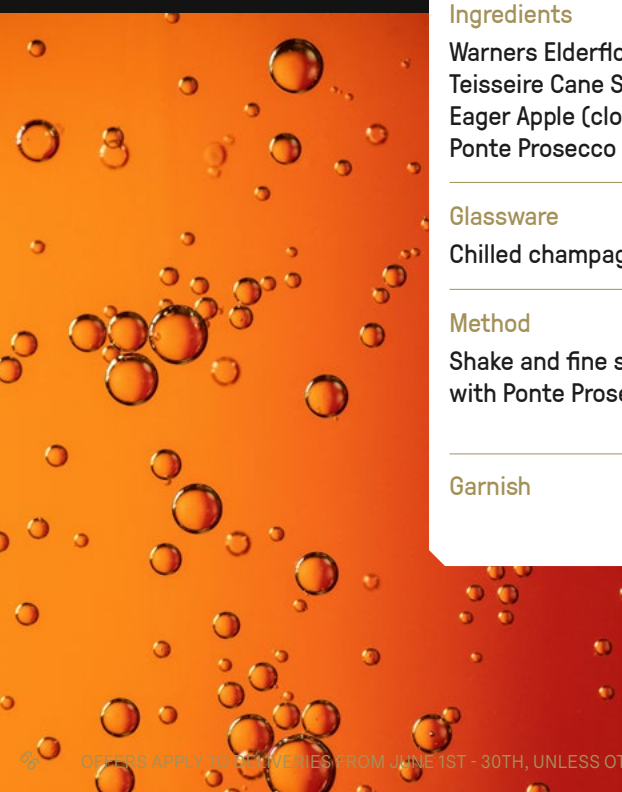 Ingredients
Warners Elderflo
Teisseire Cane S
Eager Apple (clo
Ponte Prosecco
Glassware
Chilled champag
Method
Shake and fine s
with Ponte Prose
Garnish
66 OFFERS APPLY TO DELIVERIES FROM JUNE 1ST - 30TH, UNLESS OT